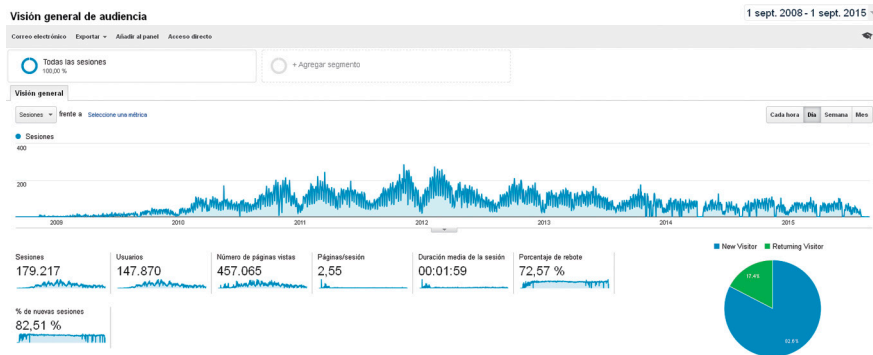 Visión general de audiencia
1 sept. 2008 - 1 sept. 2015
Correo electrónico Exportar Añadir al panel Acceso directo
Todas las sesiones
100,00 %
+ Agregar segmento
Visión general
Sesiones frente a Seleccione una métrica
Cada hora Día Semana Mes
Sesiones
400
200
2009 2010 2011 2012 2013 2014 2015
New Visitor Returning Visitor
Sesiones
179.217
Usuarios
147.870
Número de páginas vistas
457.065
Páginas/sesión
2,55
Duración media de la sesión
00:01:59
Porcentaje de rebote
72,57 %
% de nuevas sesiones
82,51 %
17.4%
82.6%